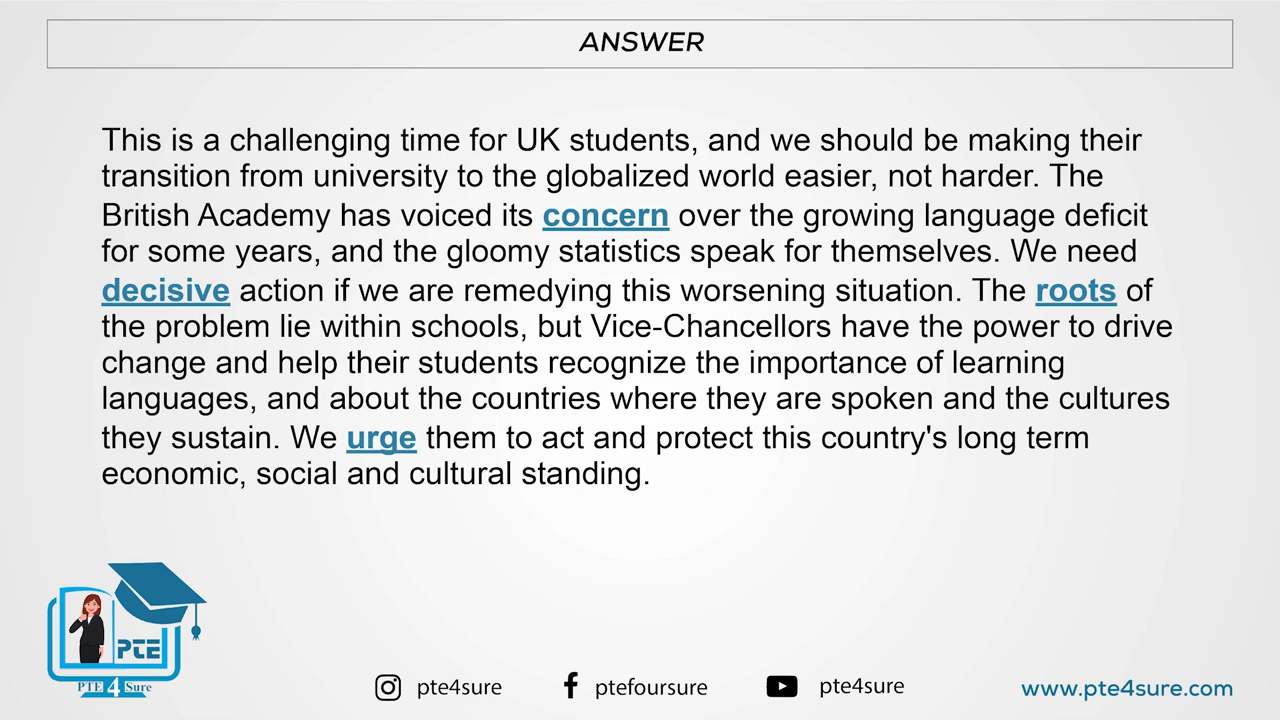 ANSWER
This is a challenging time for UK students, and we should be making their
transition from university to the globalized world easier, not harder. The
British Academy has voiced its concern over the growing language deficit
for some years, and the gloomy statistics speak for themselves. We need
decisive action if we are remedying this worsening situation. The roots of
the problem lie within schools, but Vice-Chancellors have the power to drive
change and help their students recognize the importance of learning
languages, and about the countries where they are spoken and the cultures
they sustain. We urge them to act and protect this country's long term
economic, social and cultural standing.
PTE
PTE 4 Sure
pte4sure
ptefoursure
pte4sure
www.pte4sure.com